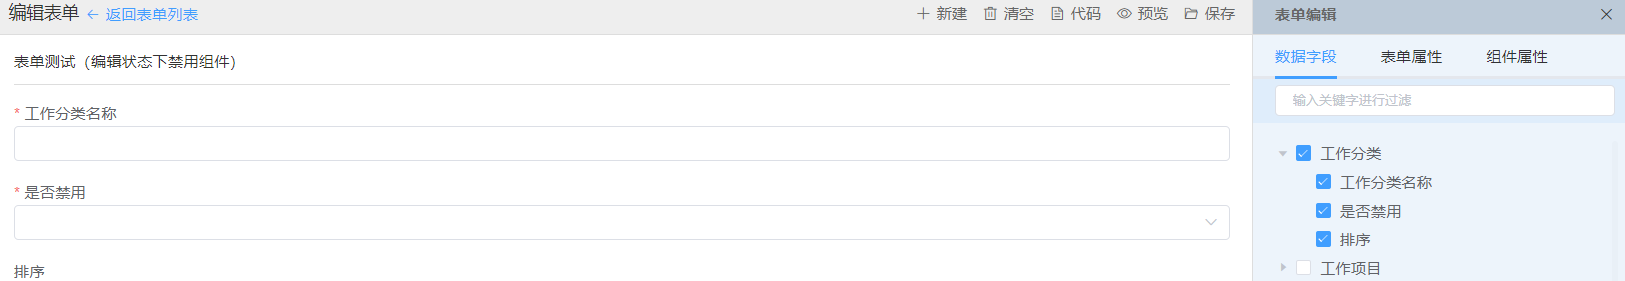 编辑表单 ← 返回表单列表
新建 清空 代码 预览 保存
表单测试（编辑状态下禁用组件）
* 工作分类名称
* 是否禁用
排序
表单编辑
数据字段 表单属性 组件属性
输入关键字进行过滤
工作分类
工作分类名称
是否禁用
排序
工作项目